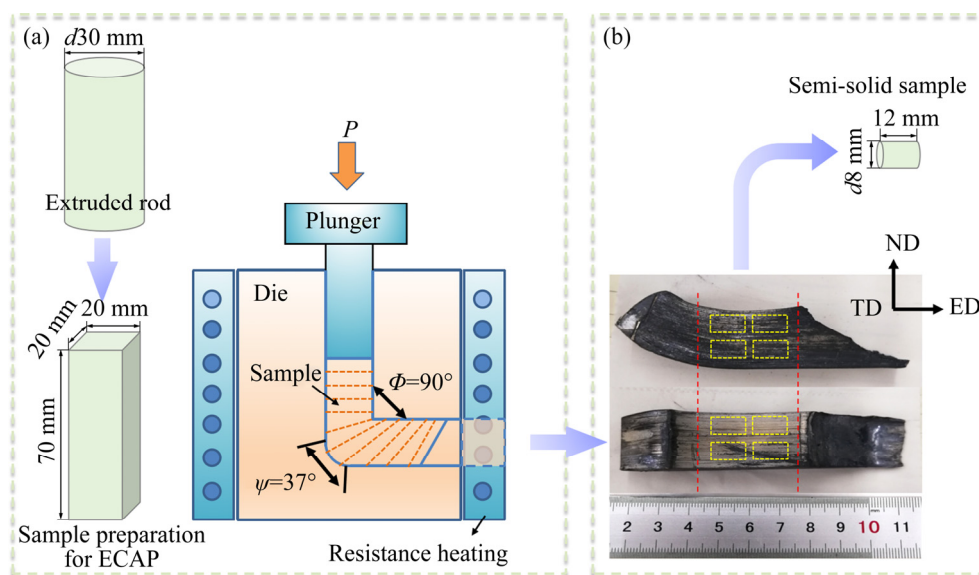 (a)
d30 mm
Extruded rod
20 mm
20 mm
70 mm
Sample preparation
for ECAP
P
Plunger
Die
Sample
Φ=90°
ψ=37°
Resistance heating
(b)
Semi-solid sample
12 mm
d8 mm
ND
TD
ED
mm
2 3 4 5 6 7 8 9 10 11